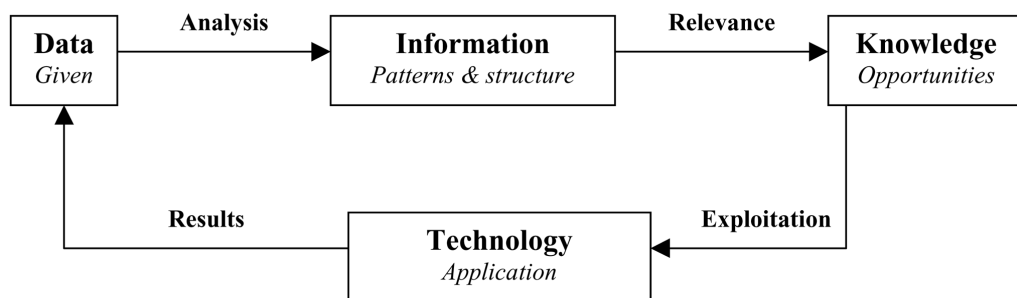 Analysis
Relevance
Data
Given
Information
Patterns & structure
Knowledge
Opportunities
Results
Exploitation
Technology
Application